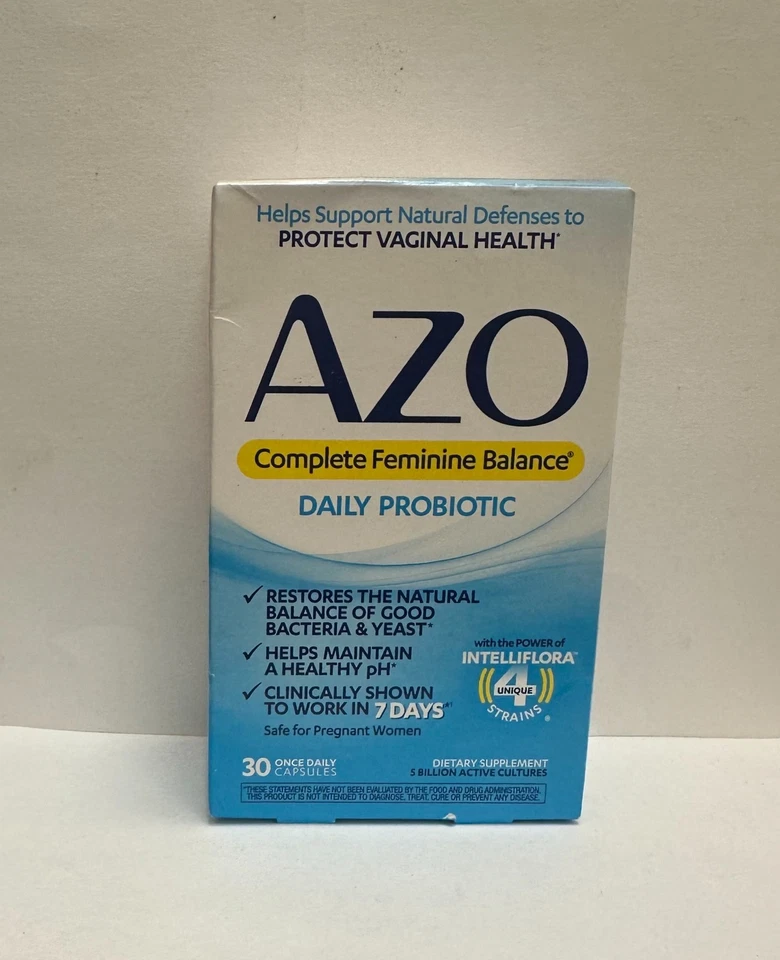 Helps Support Natural Defenses to
PROTECT VAGINAL HEALTH*
AZO
Complete Feminine Balance®
DAILY PROBIOTIC
✓ RESTORES THE NATURAL
BALANCE OF GOOD
BACTERIA & YEAST*
✓ HELPS MAINTAIN
A HEALTHY pH*
✓ CLINICALLY SHOWN
TO WORK IN 7 DAYS*†
Safe for Pregnant Women
with the POWER of
INTELLIFLORA™
4
UNIQUE
STRAINS®
30 ONCE DAILY
CAPSULES
DIETARY SUPPLEMENT
5 BILLION ACTIVE CULTURES
*THESE STATEMENTS HAVE NOT BEEN EVALUATED BY THE FOOD AND DRUG ADMINISTRATION.
THIS PRODUCT IS NOT INTENDED TO DIAGNOSE, TREAT, CURE OR PREVENT ANY DISEASE.